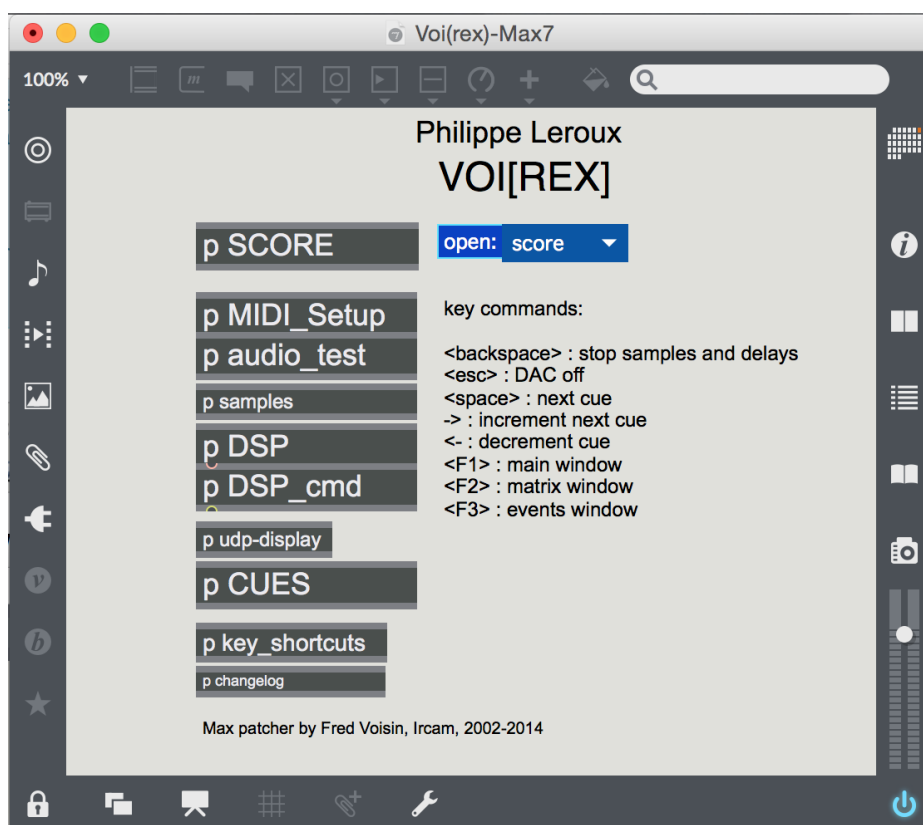 Voi(rex)-Max7
100%
Philippe Leroux
VOI[REX]
p SCORE
open: score
p MIDI_Setup
p audio_test
p samples
p DSP
p DSP_cmd
p udp-display
p CUES
p key_shortcuts
p changelog
key commands:
<backspace> : stop samples and delays
<esc> : DAC off
<space> : next cue
-> : increment next cue
<- : decrement cue
<F1> : main window
<F2> : matrix window
<F3> : events window
Max patcher by Fred Voisin, Ircam, 2002-2014